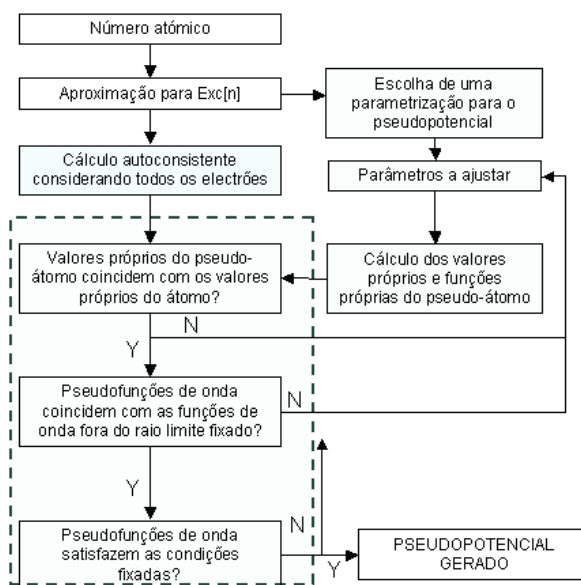 Número atómico
Aproximação para Exc[n]
Escolha de uma
parametrização para o
pseudopotencial
Cálculo autoconsistente
considerando todos os electrões
Parâmetros a ajustar
Valores próprios do pseudo-
átomo coincidem com os valores
próprios do átomo?
Cálculo dos valores
próprios e funções
próprias do pseudo-átomo
N
Y
Pseudofunções de onda
coincidem com as funções de
onda fora do raio limite fixado?
N
Y
Pseudofunções de onda
satisfazem as condições
fixadas?
N
Y
PSEUDOPOTENCIAL
GERADO